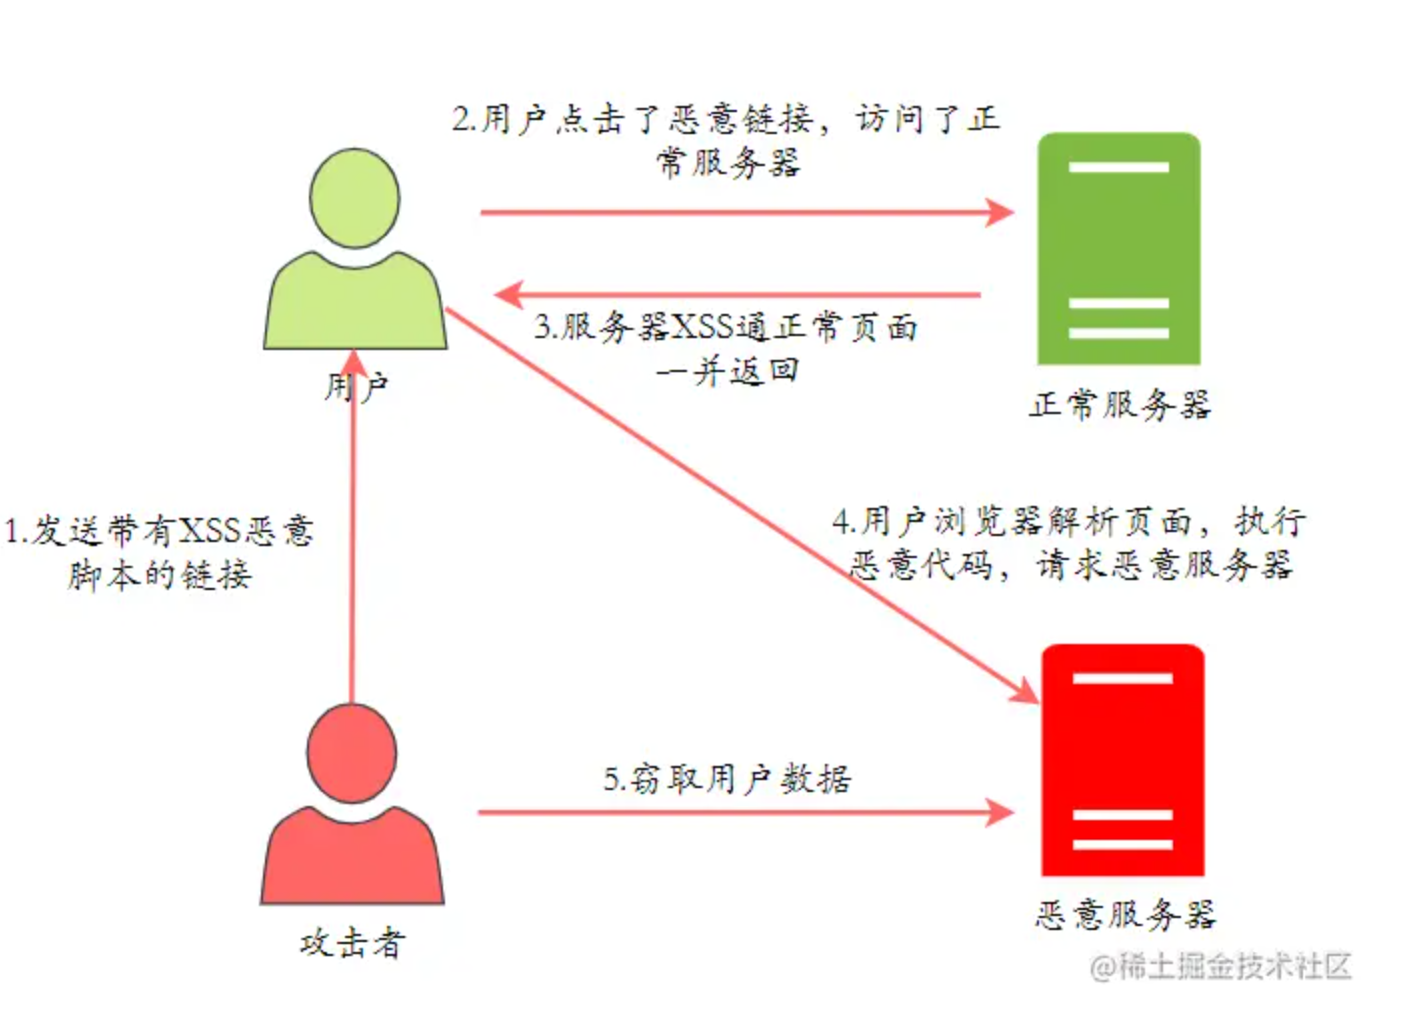 2.用户点击了恶意链接，访问了正
常服务器
3.服务器XSS通正常页面
一并返回
用户
正常服务器
1.发送带有XSS恶意
脚本的链接
4.用户浏览器解析页面，执行
恶意代码，请求恶意服务器
5.窃取用户数据
恶意服务器
攻击者
@稀土掘金技术社区